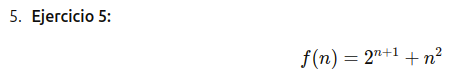 5. Ejercicio 5:
f(n) = 2^{n+1} + n^2